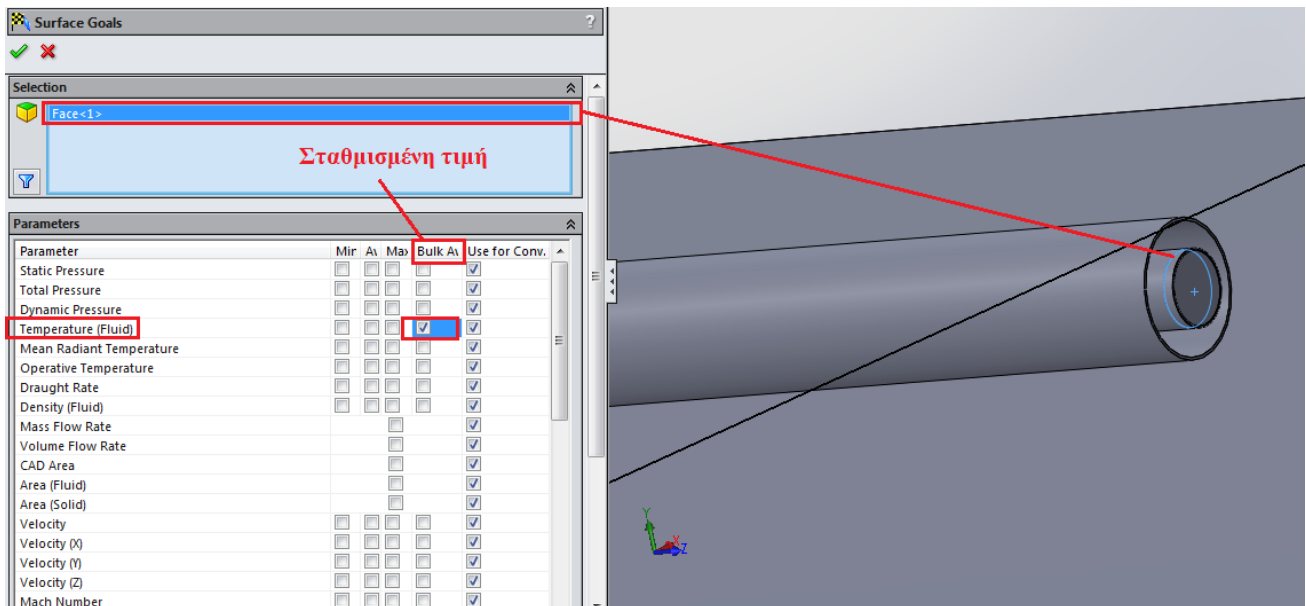 Surface Goals ?
Selection
Face<1>
Σταθμισμένη τιμή
Parameters
Parameter Mir Av Max Bulk Av Use for Conv.
Static Pressure
Total Pressure
Dynamic Pressure
Temperature (Fluid)
Mean Radiant Temperature
Operative Temperature
Draught Rate
Density (Fluid)
Mass Flow Rate
Volume Flow Rate
CAD Area
Area (Fluid)
Area (Solid)
Velocity
Velocity (X)
Velocity (Y)
Velocity (Z)
Mach Number
Y
X
Z